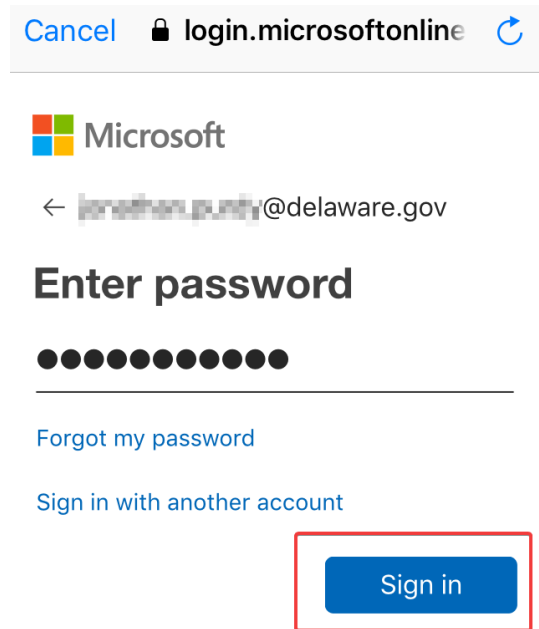 Cancel login.microsoftonline
Microsoft
@delaware.gov
Enter password
Forgot my password
Sign in with another account
Sign in